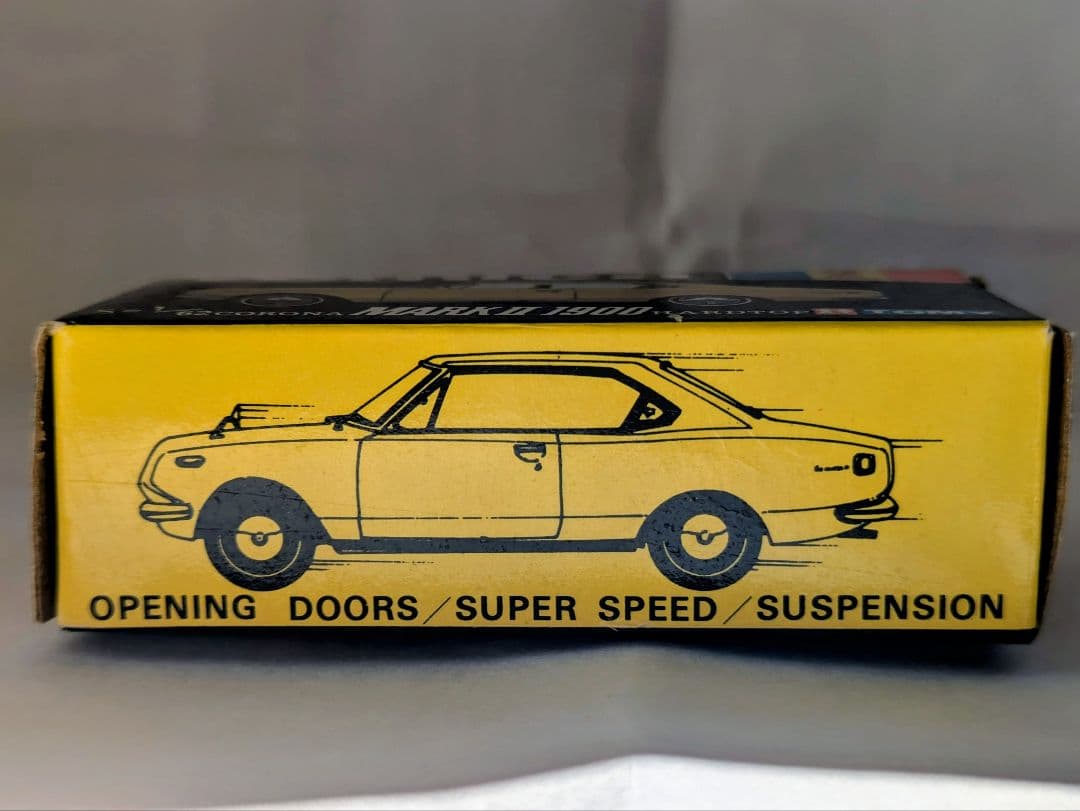 CORONA MARK II 1900 HARDTOP TOMY
OPENING DOORS/SUPER SPEED/SUSPENSION